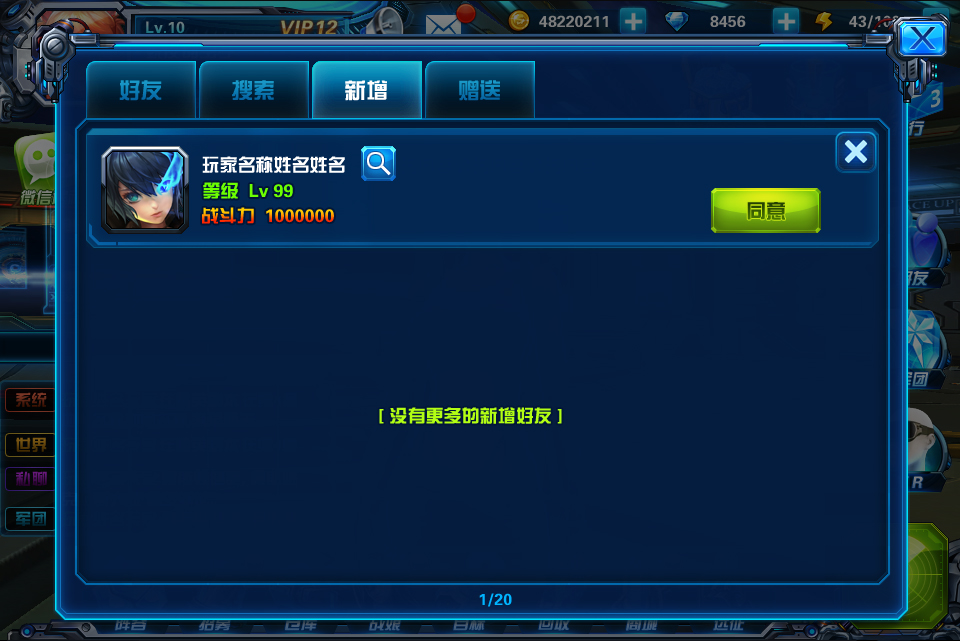 Lv.10 VIP12 48220211 8456
好友 搜索 新增 赠送
3
微信
玩家名称姓名姓名
等级 Lv 99
战斗力 1000000
同意
系统
世界
私聊
军团
[ 没有更多的新增好友 ]
1/20